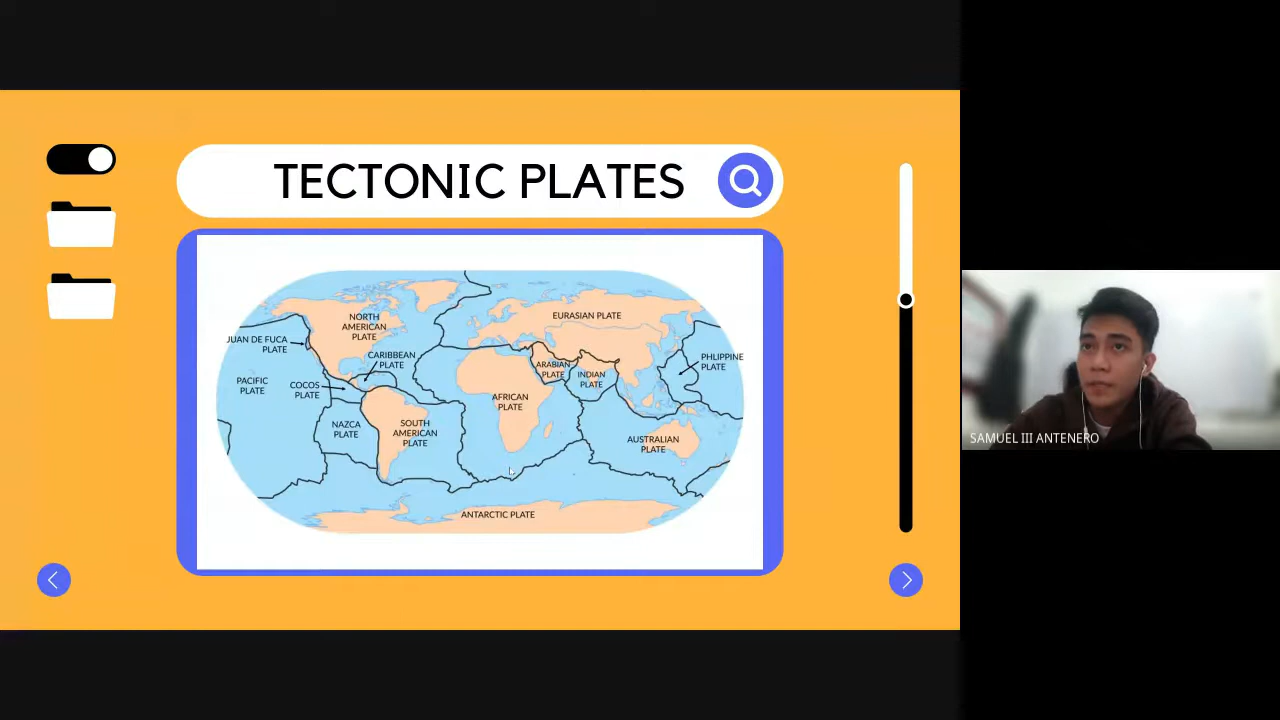 TECTONIC PLATES
NORTH
AMERICAN
PLATE
EURASIAN PLATE
JUAN DE FUCA
PLATE
CARIBBEAN
PLATE
ARABIAN
PLATE
INDIAN
PLATE
PHLIPPINE
PLATE
PACIFIC
PLATE
COCOS
PLATE
AFRICAN
PLATE
NAZCA
PLATE
SOUTH
AMERICAN
PLATE
AUSTRALIAN
PLATE
ANTARCTIC PLATE
SAMUEL III ANTENERO